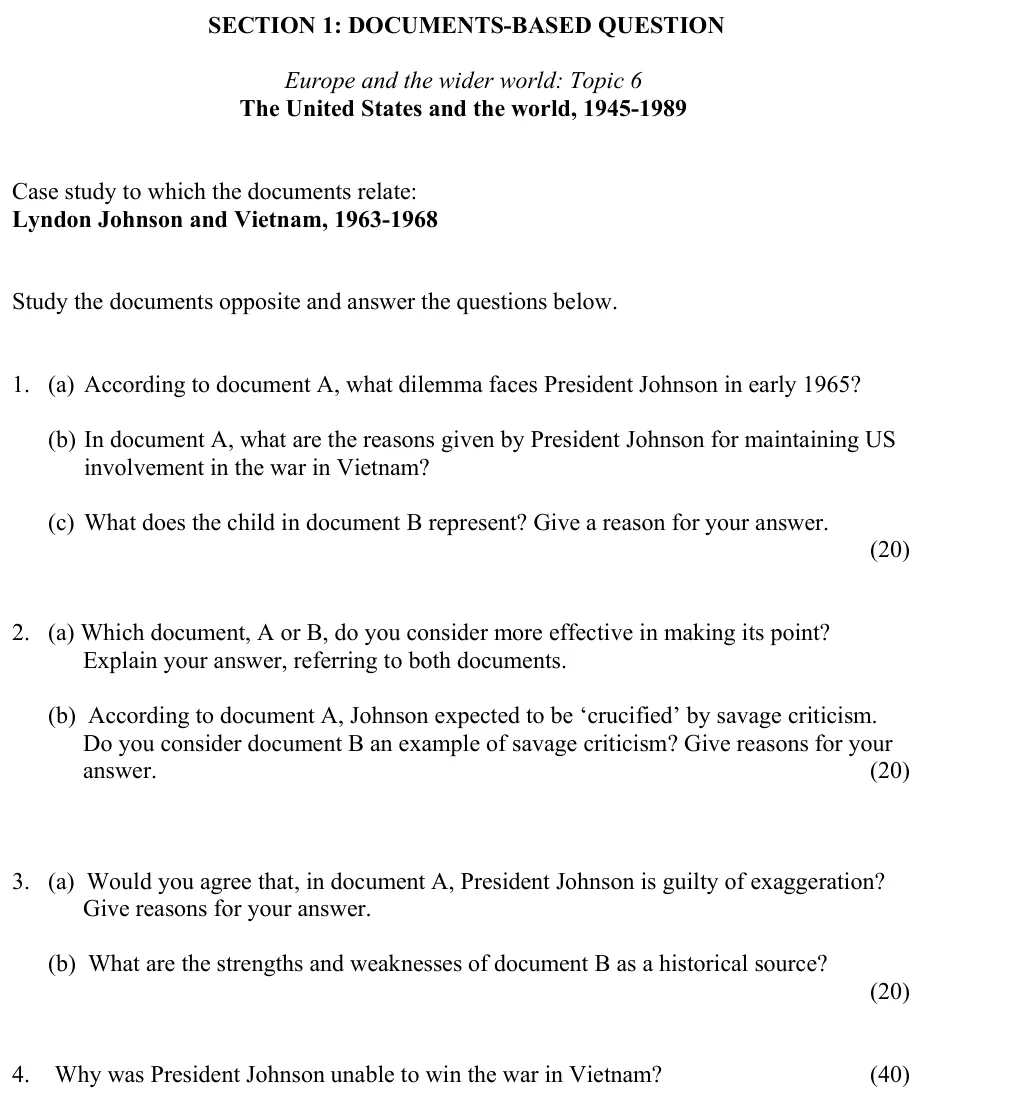 SECTION 1: DOCUMENTS-BASED QUESTION
Europe and the wider world: Topic 6
The United States and the world, 1945-1989
Case study to which the documents relate:
Lyndon Johnson and Vietnam, 1963-1968
Study the documents opposite and answer the questions below.
1. (a) According to document A, what dilemma faces President Johnson in early 1965?
(b) In document A, what are the reasons given by President Johnson for maintaining US
involvement in the war in Vietnam?
(c) What does the child in document B represent? Give a reason for your answer.
(20)
2. (a) Which document, A or B, do you consider more effective in making its point?
Explain your answer, referring to both documents.
(b) According to document A, Johnson expected to be ‘crucified’ by savage criticism.
Do you consider document B an example of savage criticism? Give reasons for your
answer. (20)
3. (a) Would you agree that, in document A, President Johnson is guilty of exaggeration?
Give reasons for your answer.
(b) What are the strengths and weaknesses of document B as a historical source?
(20)
4. Why was President Johnson unable to win the war in Vietnam? (40)